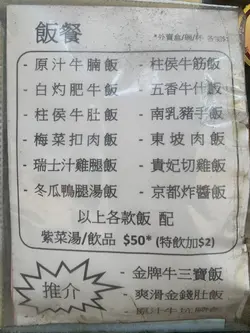 飯餐
原汁牛腩飯 柱侯牛筋飯
白灼肥牛飯 五香牛什飯
柱侯牛肚飯 南乳豬手飯
梅菜扣肉飯 東坡肉飯
瑞士汁雞腿飯 貴妃切雞飯
冬瓜鴨腿湯飯 京都炸醬飯
以上各款飯 配
紫菜湯/飲品 $50* (特飲加$2)
推介
金牌牛三寶飯
爽滑金錢肚飯